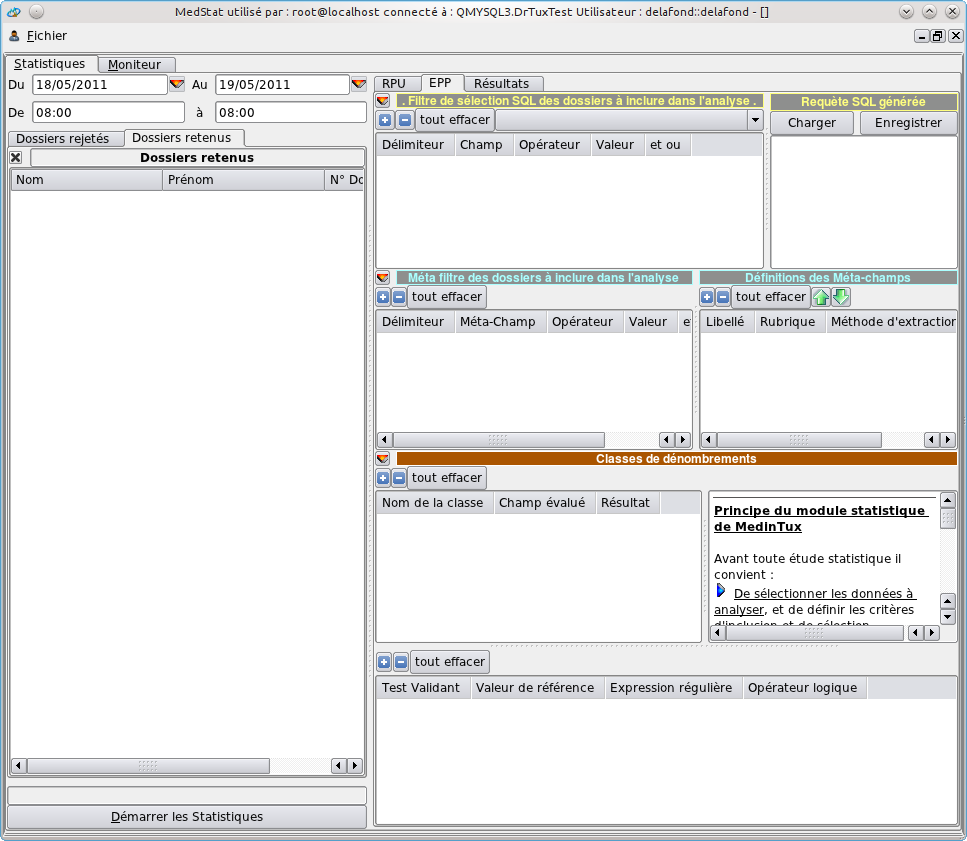 MedStat utilisé par : root@localhost connecté à : QMYSQL3.DrTuxTest Utilisateur : delafond::delafond - []
Fichier
Statistiques Moniteur
Du 18/05/2011 Au 19/05/2011
De 08:00 à 08:00
Dossiers rejetés Dossiers retenus
Dossiers retenus
Nom Prénom N° Do
Démarrer les Statistiques
RPU EPP Résultats
. Filtre de sélection SQL des dossiers à inclure dans l'analyse .
tout effacer
Délimiteur Champ Opérateur Valeur et ou
Requète SQL générée
Charger Enregistrer
Méta filtre des dossiers à inclure dans l'analyse
tout effacer
Délimiteur Méta-Champ Opérateur Valeur e
Définitions des Méta-champs
tout effacer
Libellé Rubrique Méthode d'extraction
Classes de dénombrements
tout effacer
Nom de la classe Champ évalué Résultat
Principe du module statistique
de MedinTux
Avant toute étude statistique il
convient :
De sélectionner les données à
analyser, et de définir les critères
d'inclusion et de sélection
tout effacer
Test Validant Valeur de référence Expression régulière Opérateur logique